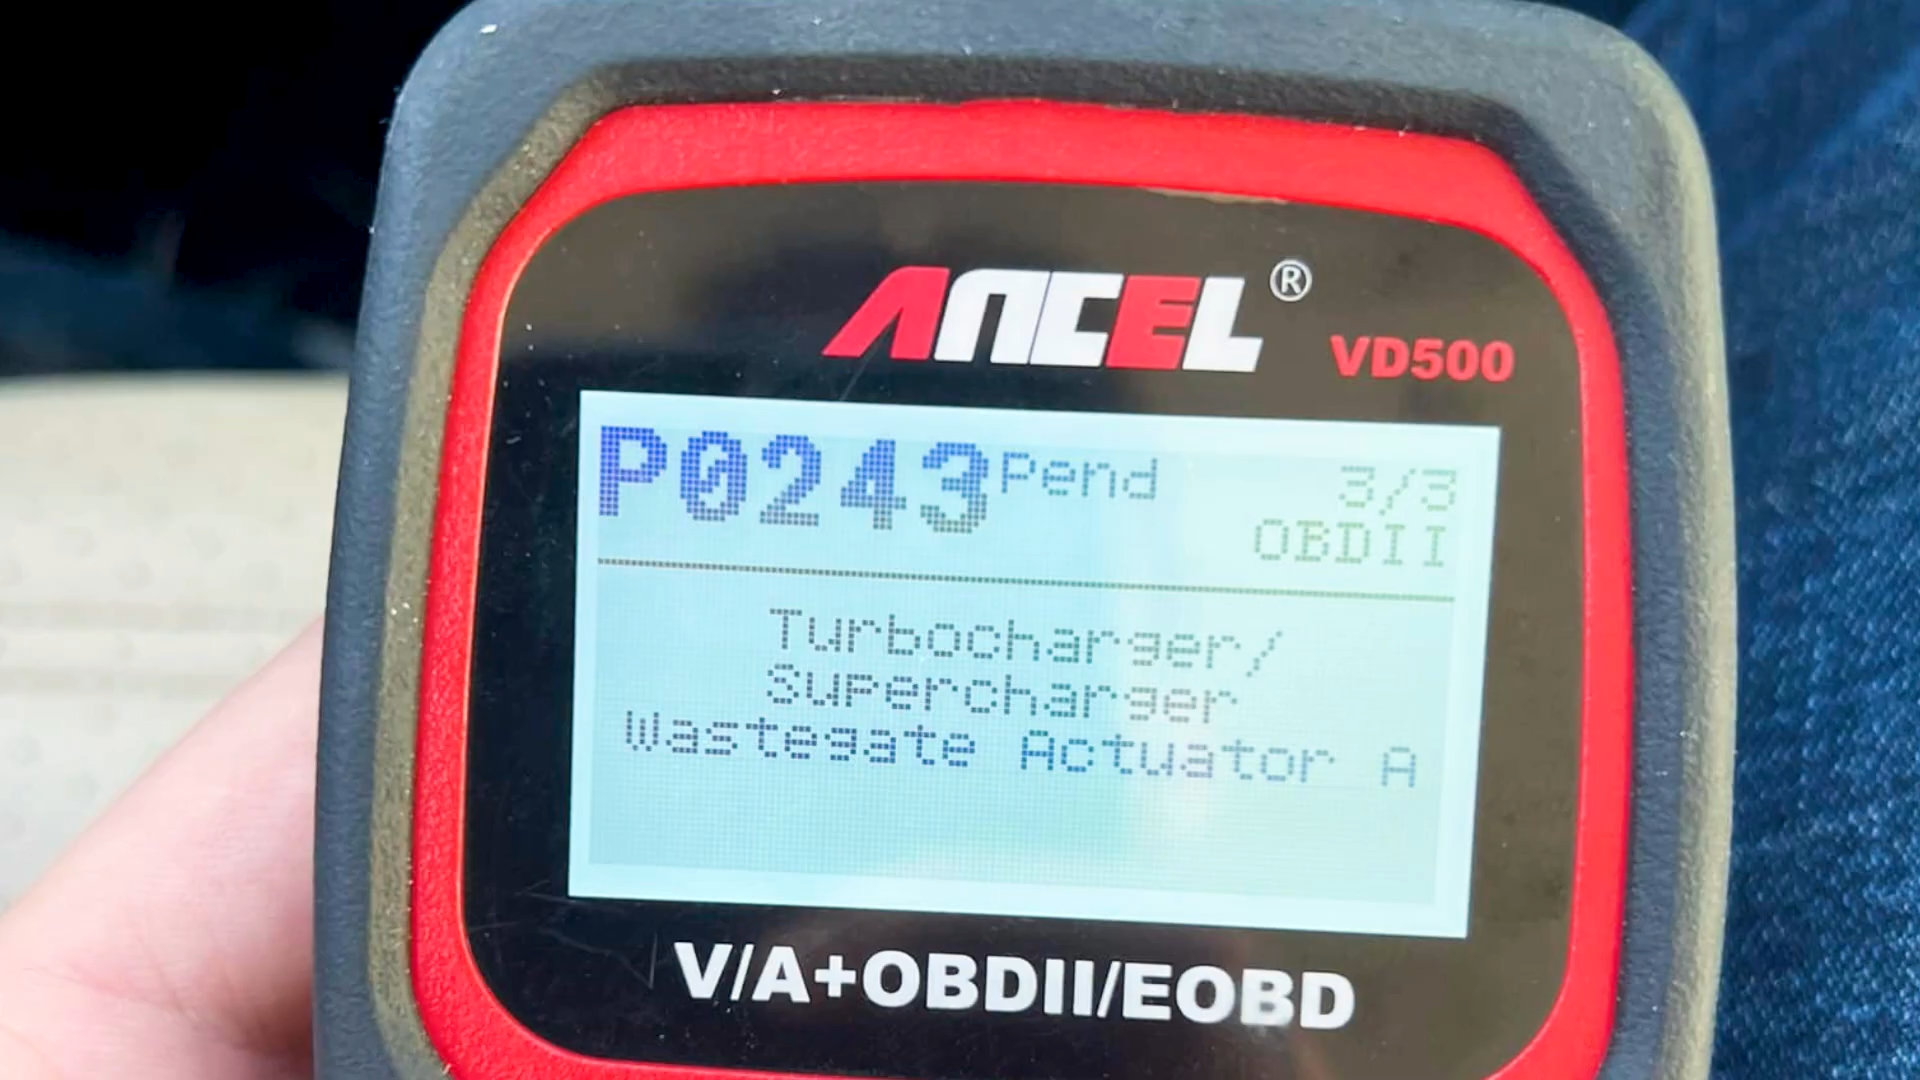 ANCEL®
VD500
P0243 Pend 3/3
OBDII
Turbocharger/
Supercharger
Wastegate Actuator A
V/A+OBDII/EOBD